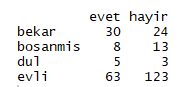 evet hayir
bekar 30 24
bosanmis 8 13
dul 5 3
evli 63 123